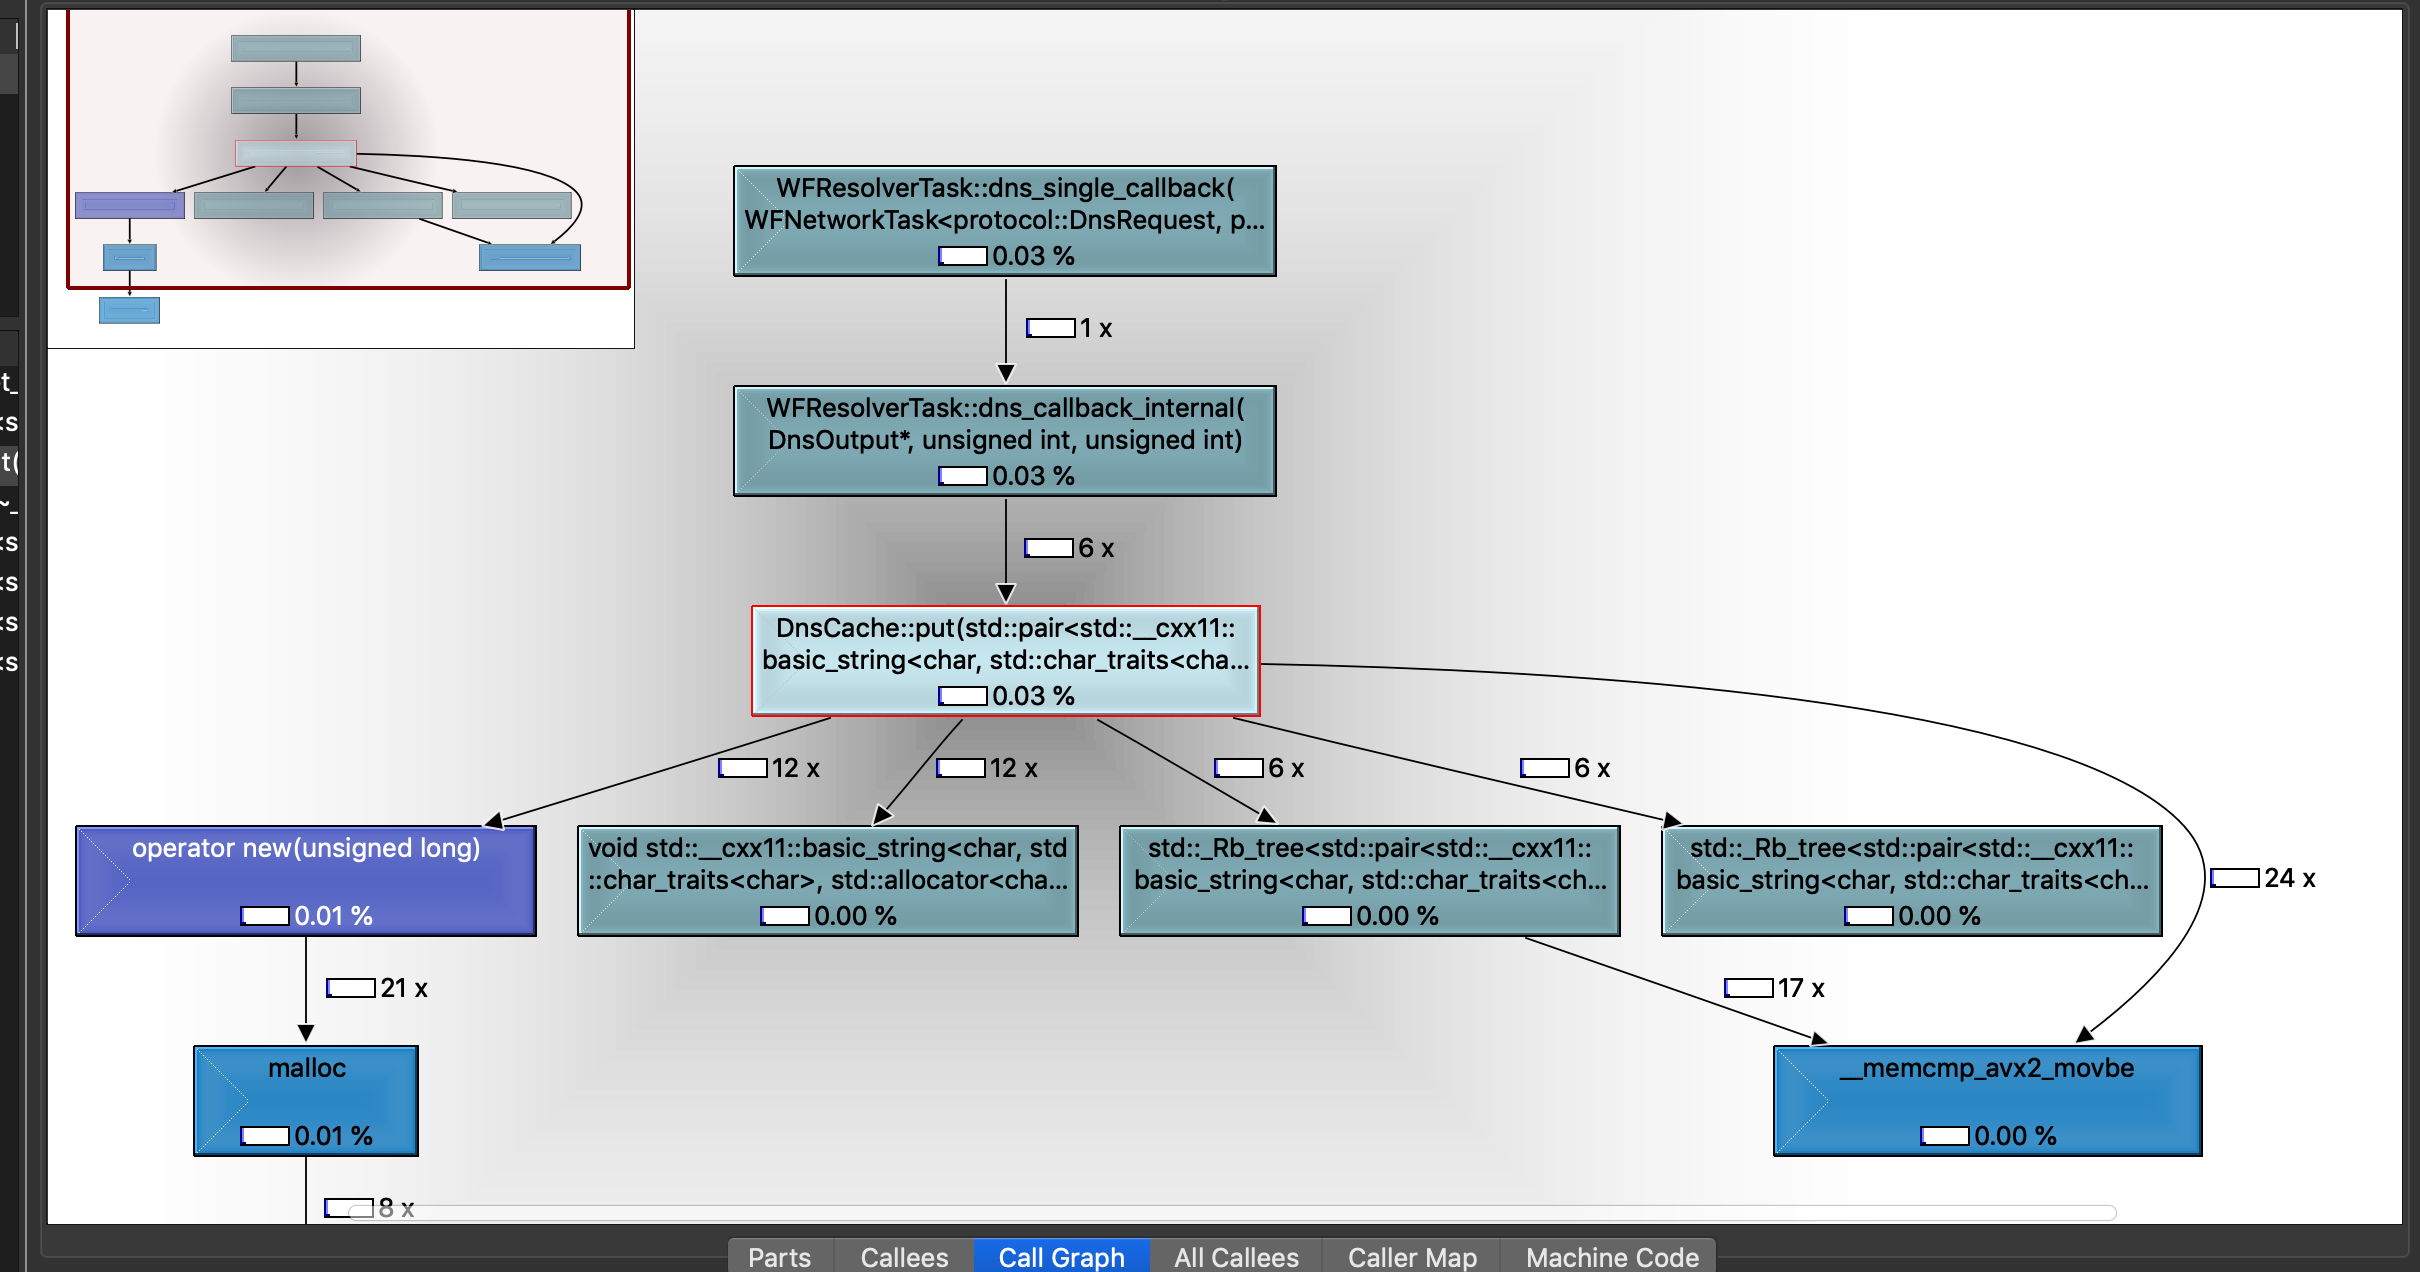 WFResolverTask::dns_single_callback(
WFNetworkTask<protocol::DnsRequest, p...
0.03 %
1 x
WFResolverTask::dns_callback_internal(
DnsOutput*, unsigned int, unsigned int)
0.03 %
6 x
DnsCache::put(std::pair<std::__cxx11::
basic_string<char, std::char_traits<cha...
0.03 %
12 x
12 x
6 x
6 x
operator new(unsigned long)
0.01 %
void std::__cxx11::basic_string<char, std
::char_traits<char>, std::allocator<cha...
0.00 %
std::_Rb_tree<std::pair<std::__cxx11::
basic_string<char, std::char_traits<ch...
0.00 %
std::_Rb_tree<std::pair<std::__cxx11::
basic_string<char, std::char_traits<ch...
0.00 %
24 x
21 x
17 x
malloc
0.01 %
__memcmp_avx2_movbe
0.00 %
8 x
t_
<s
t(
~_
<s
<s
<s
<s
Parts
Callees
Call Graph
All Callees
Caller Map
Machine Code